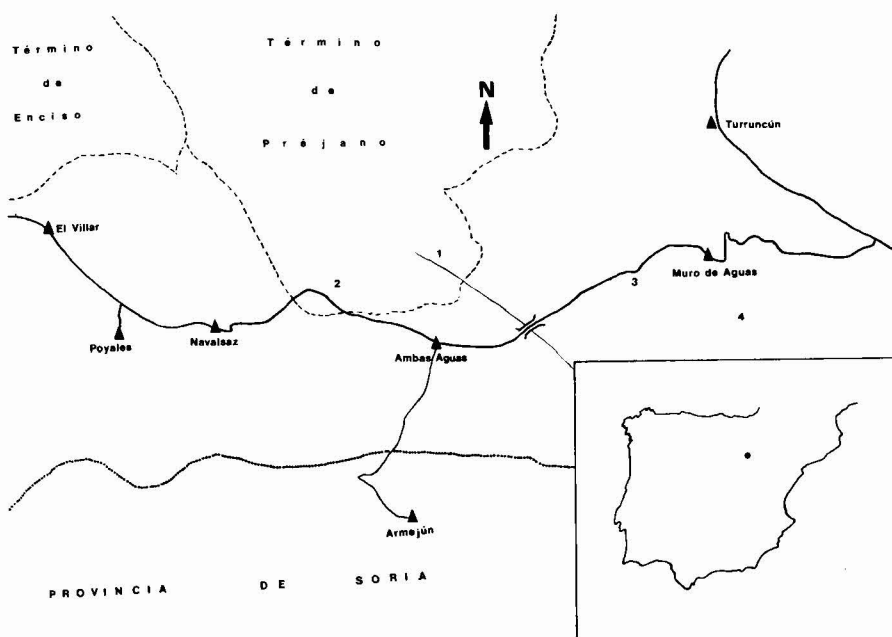 Término
de
Enciso
Término
de
Préjano
N
Turruncún
El Villar
1
2
3
Muro de Aguas
4
Poyales
Navalsaz
Ambas Aguas
Armejún
PROVINCIA DE SORIA